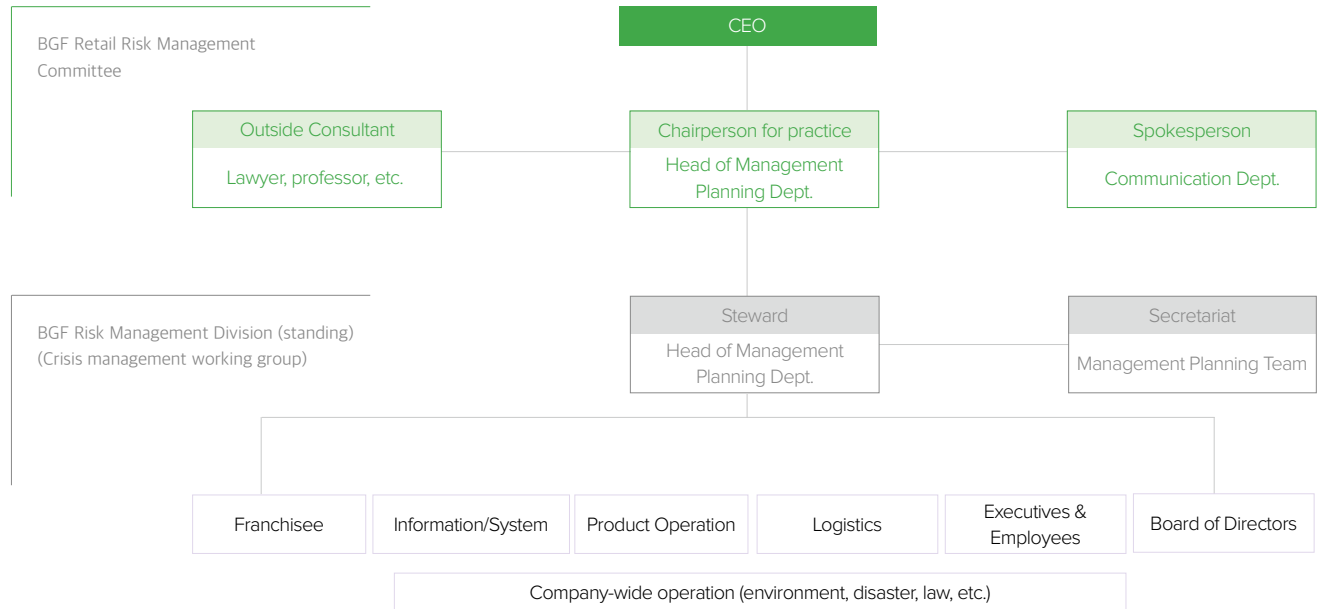 BGF Retail Risk Management
Committee
CEO
Outside Consultant
Lawyer, professor, etc.
Chairperson for practice
Head of Management
Planning Dept.
Spokesperson
Communication Dept.
BGF Risk Management Division (standing)
(Crisis management working group)
Steward
Head of Management
Planning Dept.
Secretariat
Management Planning Team
Franchisee
Information/System
Product Operation
Logistics
Executives &
Employees
Board of Directors
Company-wide operation (environment, disaster, law, etc.)